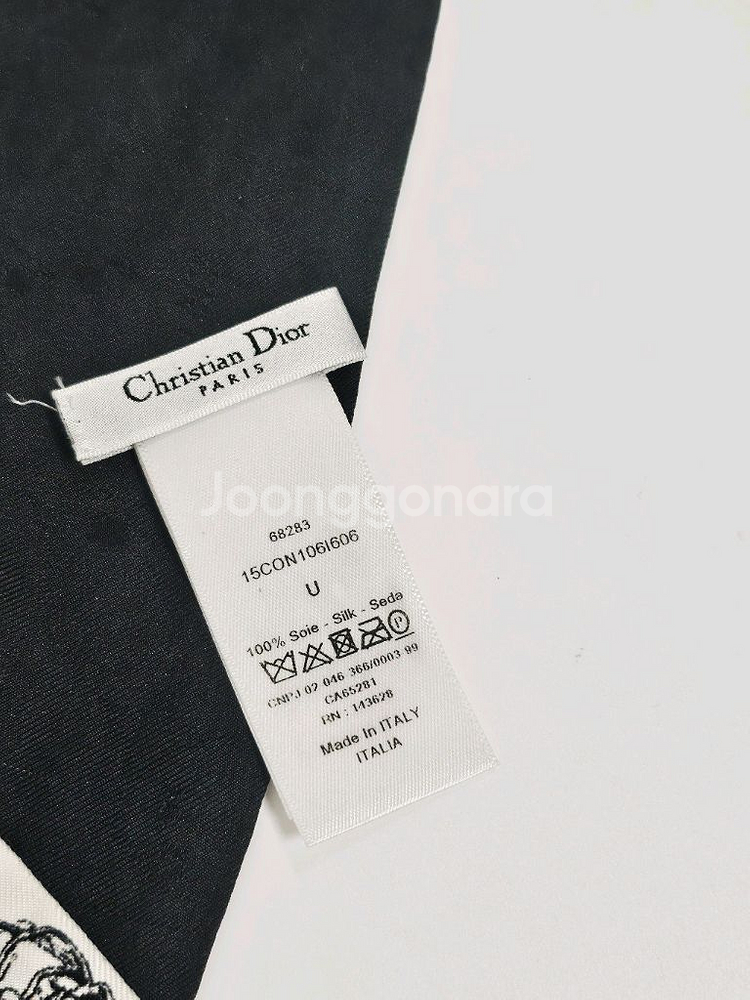 Christian Dior
PARIS
Joonggonara
68283
15CON106I606
U
100% Soie - Silk - Seda
CNPJ 02 046 366/0003-99
CA65281
RN : 143628
Made In ITALY
ITALIA